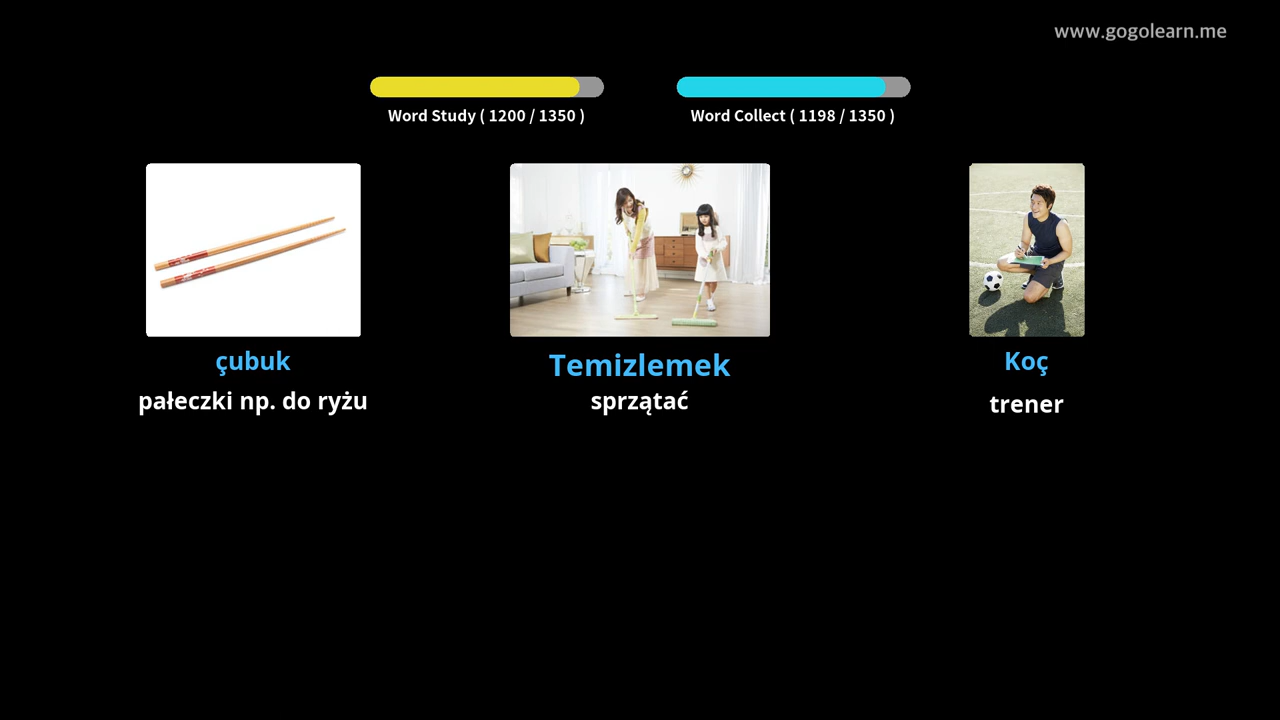 www.gogolearn.me
Word Study ( 1200 / 1350 )
Word Collect ( 1198 / 1350 )
çubuk
Temizlemek
Koç
pałeczki np. do ryżu
sprzątać
trener